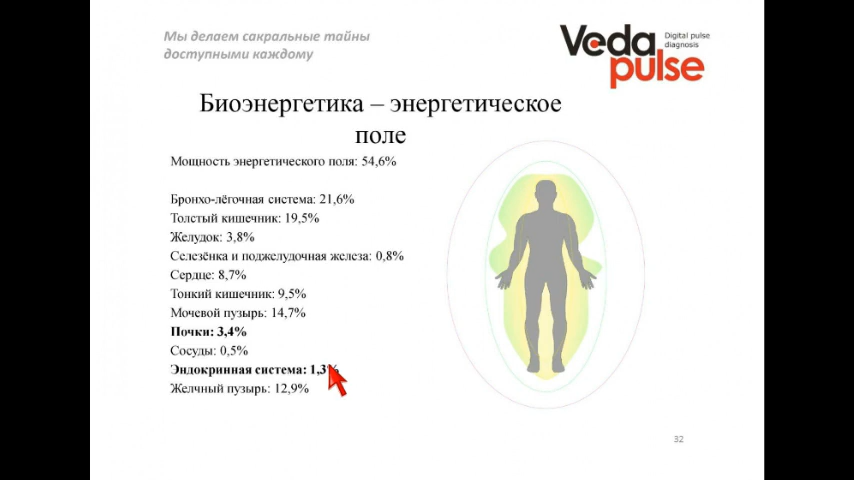 Мы делаем сакральные тайны
доступными каждому
Veda
pulse
Digital pulse
diagnosis
Биоэнергетика – энергетическое
поле
Мощность энергетического поля: 54,6%
Бронхо-лёгочная система: 21,6%
Толстый кишечник: 19,5%
Желудок: 3,8%
Селезёнка и поджелудочная железа: 0,8%
Сердце: 8,7%
Тонкий кишечник: 9,5%
Мочевой пузырь: 14,7%
Почки: 3,4%
Сосуды: 0,5%
Эндокринная система: 1,3%
Желчный пузырь: 12,9%
32